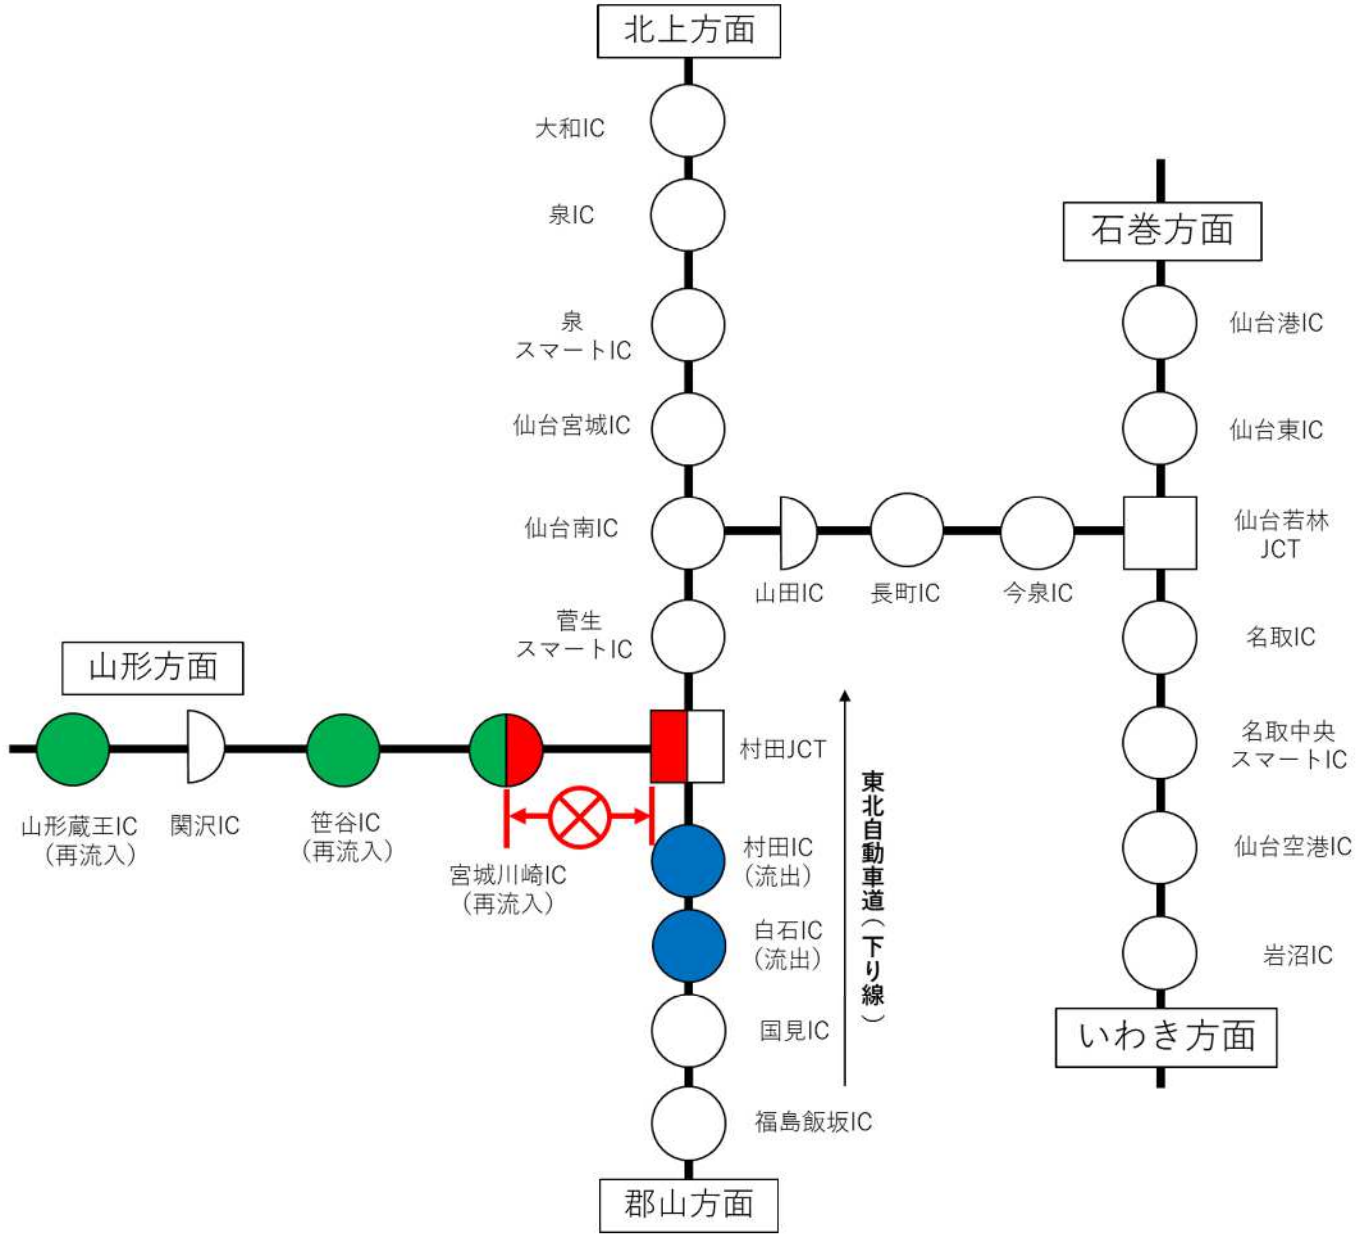 北上方面
大和IC
泉IC
泉
スマートIC
仙台宮城IC
仙台南IC
菅生
スマートIC
石巻方面
仙台港IC
仙台東IC
仙台若林
JCT
山田IC
長町IC
今泉IC
名取IC
名取中央
スマートIC
仙台空港IC
岩沼IC
いわき方面
山形方面
山形蔵王IC
(再流入)
関沢IC
笹谷IC
(再流入)
宮城川崎IC
(再流入)
村田JCT
村田IC
(流出)
白石IC
(流出)
国見IC
福島飯坂IC
東北自動車道(下り線)
郡山方面